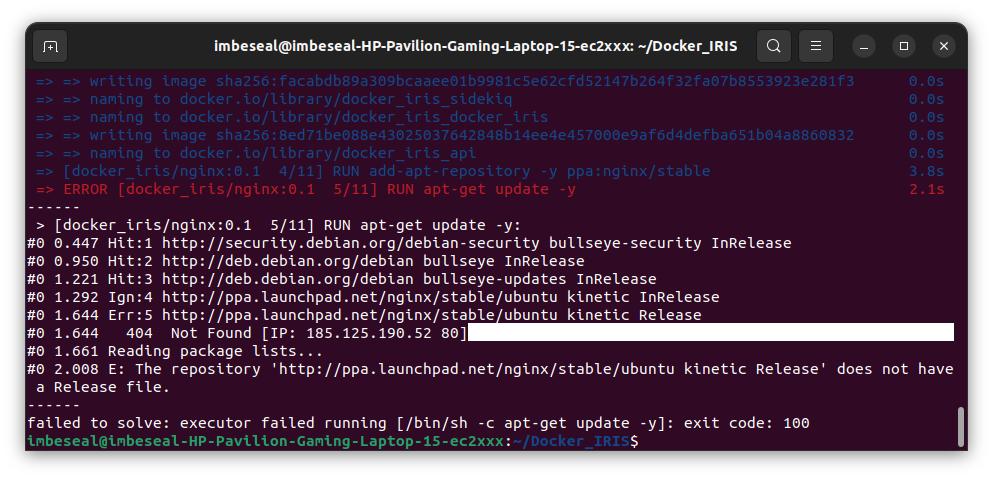 imbeseal@imbeseal-HP-Pavilion-Gaming-Laptop-15-ec2xxx: ~/Docker_IRIS
=> => writing image sha256:facabdb89a309bcaaee01b9981c5e62cfd52147b264f32fa07b8553923e281f3 0.0s
=> => naming to docker.io/library/docker_iris_sidekiq 0.0s
=> => naming to docker.io/library/docker_iris_docker_iris 0.0s
=> => writing image sha256:8ed71be088e43025037642848b14ee4e457000e9af6d4defba651b04a8860832 0.0s
=> => naming to docker.io/library/docker_iris_api 0.0s
=> [docker_iris/nginx:0.1  4/11] RUN add-apt-repository -y ppa:nginx/stable 3.8s
=> ERROR [docker_iris/nginx:0.1  5/11] RUN apt-get update -y 2.1s
------
> [docker_iris/nginx:0.1  5/11] RUN apt-get update -y:
#0 0.447 Hit:1 http://security.debian.org/debian-security bullseye-security InRelease
#0 0.950 Hit:2 http://deb.debian.org/debian bullseye InRelease
#0 1.221 Hit:3 http://deb.debian.org/debian bullseye-updates InRelease
#0 1.292 Ign:4 http://ppa.launchpad.net/nginx/stable/ubuntu kinetic InRelease
#0 1.644 Err:5 http://ppa.launchpad.net/nginx/stable/ubuntu kinetic Release
#0 1.644   404  Not Found [IP: 185.125.190.52 80]
#0 1.661 Reading package lists...
#0 2.008 E: The repository 'http://ppa.launchpad.net/nginx/stable/ubuntu kinetic Release' does not have
a Release file.
------
failed to solve: executor failed running [/bin/sh -c apt-get update -y]: exit code: 100
imbeseal@imbeseal-HP-Pavilion-Gaming-Laptop-15-ec2xxx:~/Docker_IRIS$